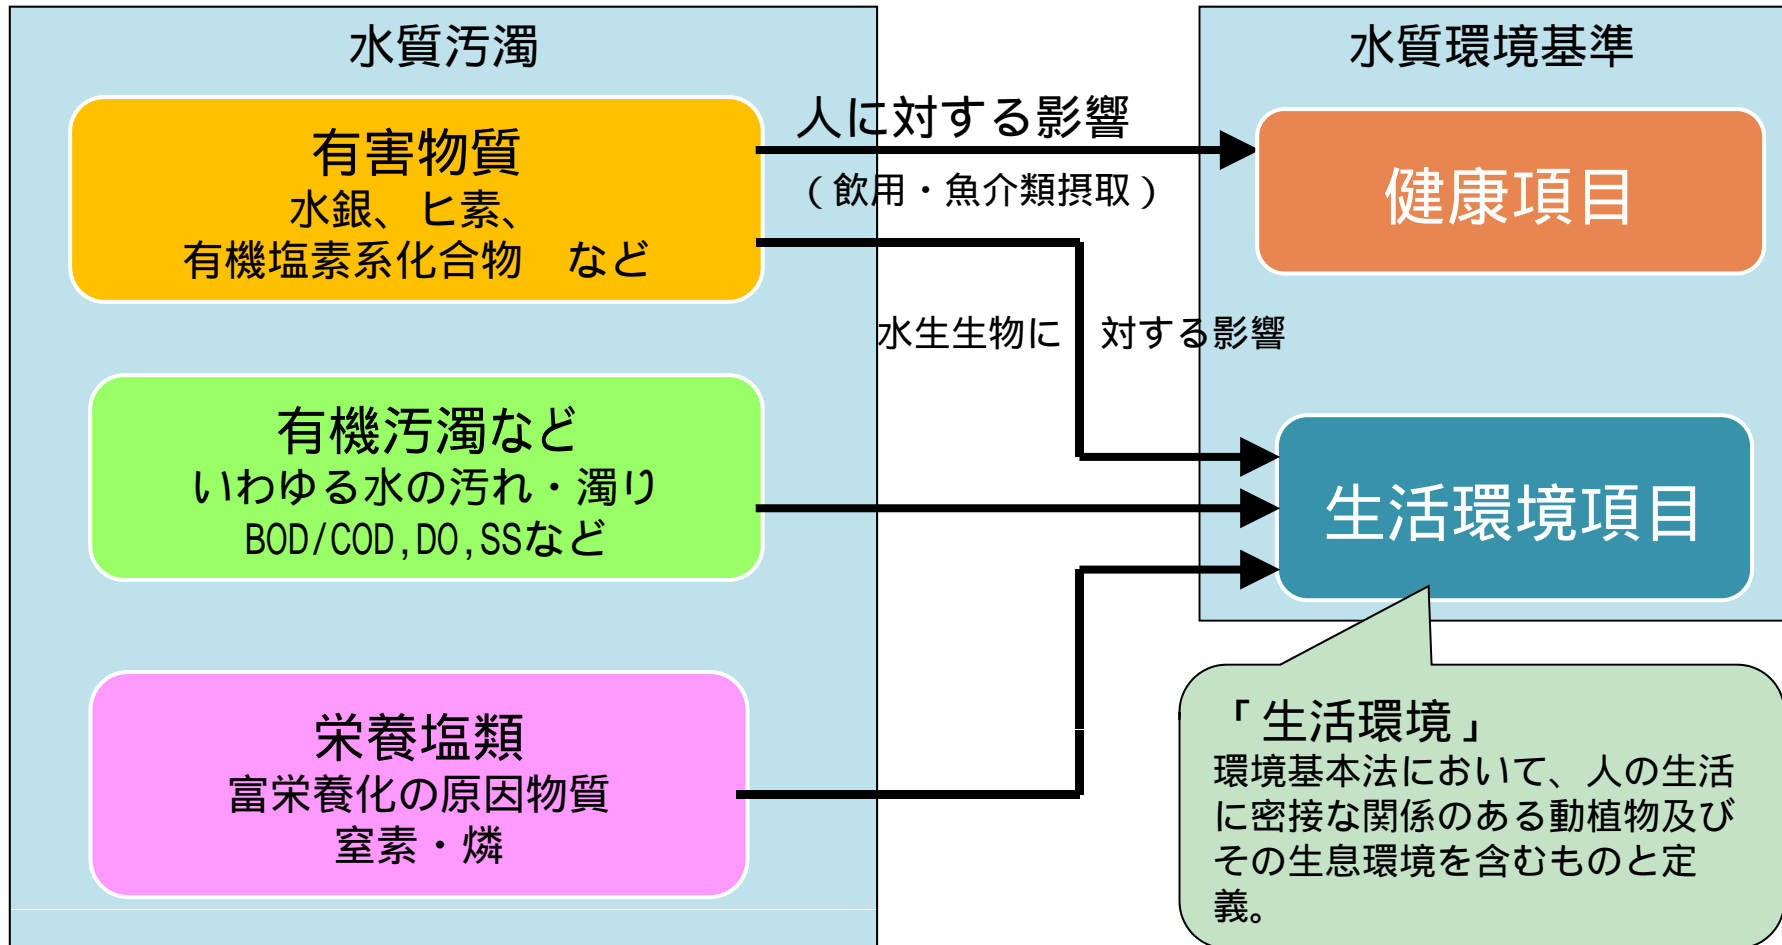 水質汚濁
有害物質
水銀、ヒ素、
有機塩素系化合物　など
有機汚濁など
いわゆる水の汚れ・濁り
BOD/COD,DO,SSなど
栄養塩類
富栄養化の原因物質
窒素・燐
人に対する影響
（飲用・魚介類摂取）
水生生物に　対する影響
水質環境基準
健康項目
生活環境項目
「生活環境」
環境基本法において、人の生活
に密接な関係のある動植物及び
その生息環境を含むものと定
義。